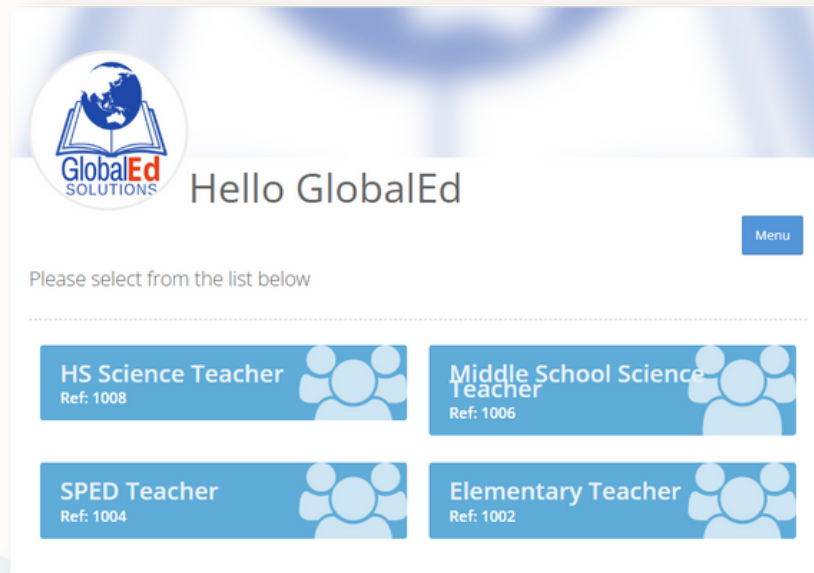 GlobalEd
SOLUTIONS
Hello GlobalEd
Menu
Please select from the list below
HS Science Teacher
Ref: 1008
Middle School Science
Teacher
Ref: 1006
SPED Teacher
Ref: 1004
Elementary Teacher
Ref: 1002